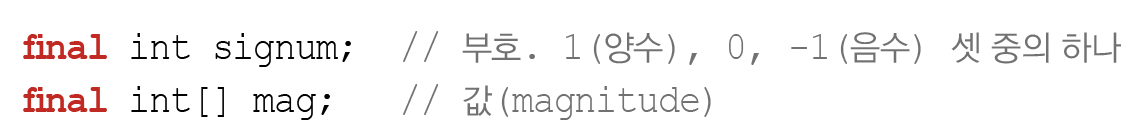 final int signum;  // 부호. 1(양수), 0, -1(음수) 셋 중의 하나
final int[] mag;   // 값(magnitude)